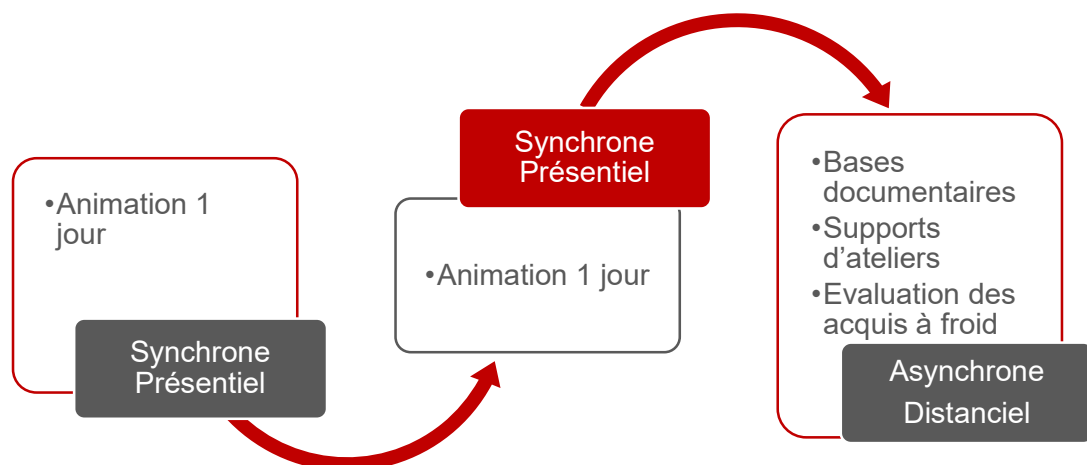 •Animation 1
jour
Synchrone
Présentiel
Synchrone
Présentiel
•Animation 1 jour
•Bases
documentaires
•Supports
d’ateliers
•Evaluation des
acquis à froid
Asynchrone
Distanciel